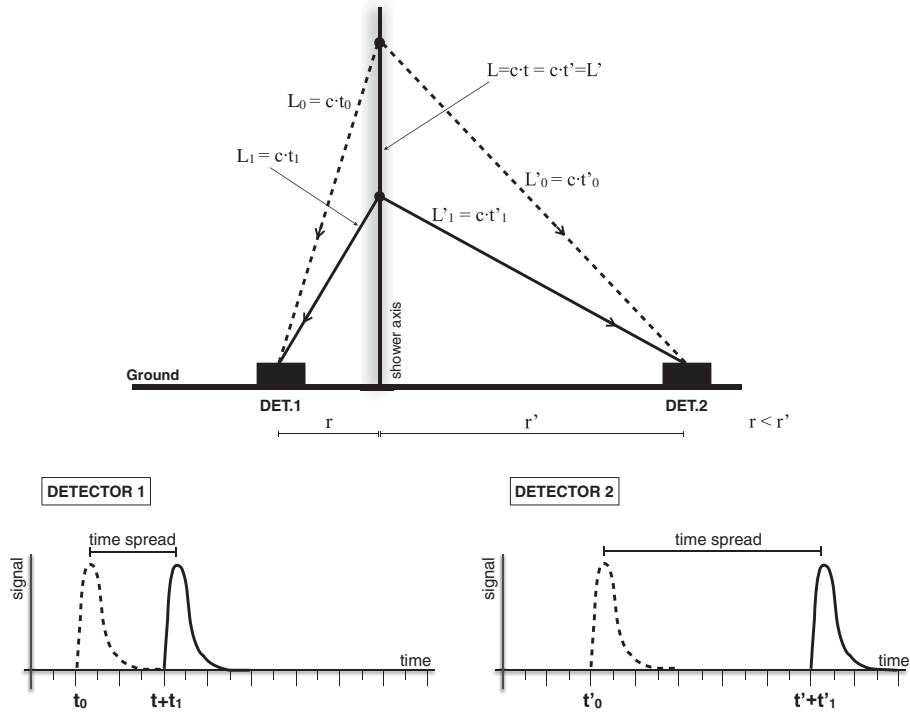 L=c·t = c·t’=L’
L₀ = c·t₀
L₁ = c·t₁
L’₀ = c·t’₀
L’₁ = c·t’₁
shower axis
Ground
DET.1
DET.2
r
r’
r < r’
DETECTOR 1
DETECTOR 2
time spread
time spread
signal
signal
time
time
t₀
t+t₁
t’₀
t’+t’₁